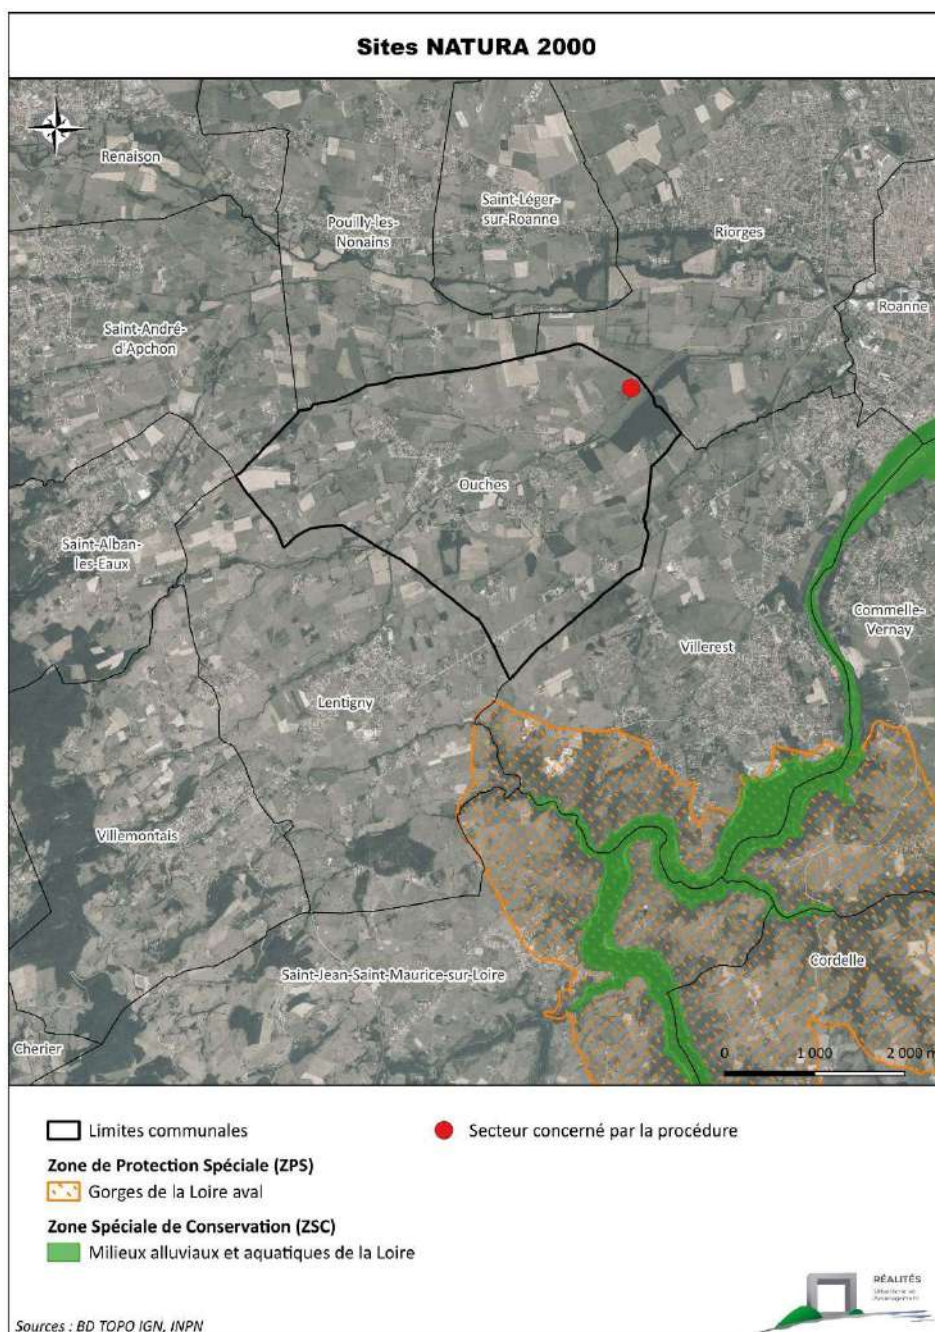 Sites NATURA 2000
Renaison
Saint-Léger-
sur-Roanne
Pouilly-les-
Nonains
Riorges
Roanne
Saint-André-
d'Apchon
Ouches
Saint-Alban-
les-Eaux
Commelle-
Vernay
Villerest
Lentigny
Villemontais
Saint-Jean-Saint-Maurice-sur-Loire
Cordelle
Cherier
0 1 000 2 000 m
Limites communales
Secteur concerné par la procédure
Zone de Protection Spéciale (ZPS)
Gorges de la Loire aval
Zone Spéciale de Conservation (ZSC)
Milieux alluviaux et aquatiques de la Loire
RÉALITÉS
Urbanisme et
Aménagement
Sources : BD TOPO IGN, INPN